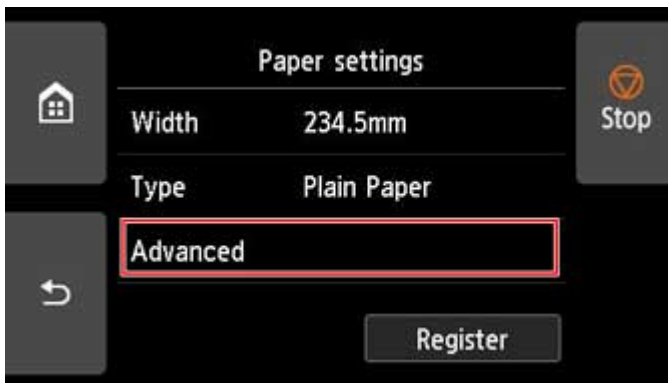 Paper settings
Width 234.5mm
Stop
Type Plain Paper
Advanced
Register